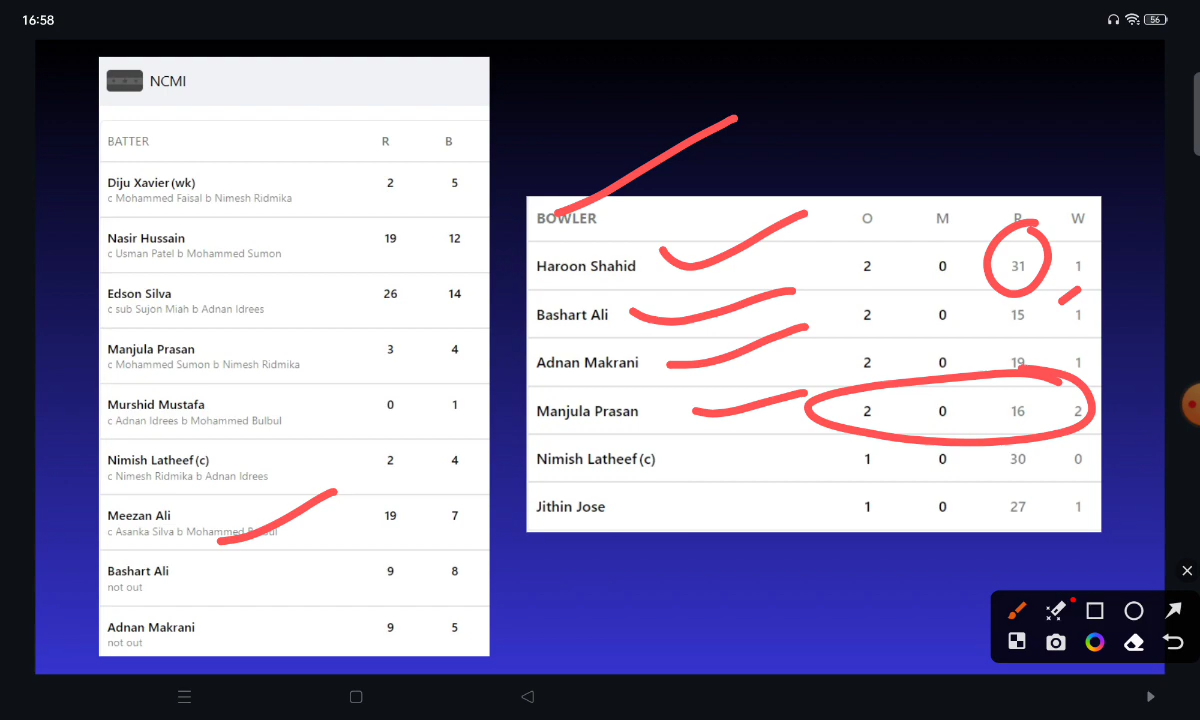 16:58
56
NCMI
BATTER R B
Diju Xavier (wk) 2 5
c Mohammed Faisal b Nimesh Ridmika
Nasir Hussain 19 12
c Usman Patel b Mohammed Sumon
Edson Silva 26 14
c sub Sujon Miah b Adnan Idrees
Manjula Prasan 3 4
c Mohammed Sumon b Nimesh Ridmika
Murshid Mustafa 0 1
c Adnan Idrees b Mohammed Bulbul
Nimish Latheef (c) 2 4
c Nimesh Ridmika b Adnan Idrees
Meezan Ali 19 7
c Asanka Silva b Mohammed Bulbul
Bashart Ali 9 8
not out
Adnan Makrani 9 5
not out
BOWLER O M R W
Haroon Shahid 2 0 31 1
Bashart Ali 2 0 15 1
Adnan Makrani 2 0 19 1
Manjula Prasan 2 0 16 2
Nimish Latheef (c) 1 0 30 0
Jithin Jose 1 0 27 1